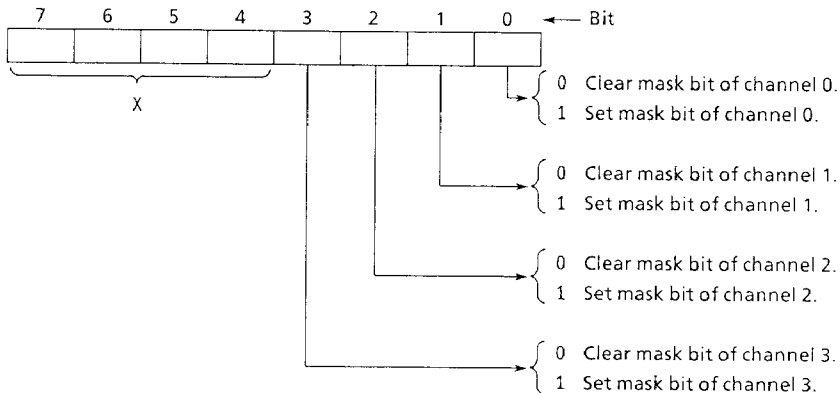 7 6 5 4 3 2 1 0 ← Bit
X
0 Clear mask bit of channel 0.
1 Set mask bit of channel 0.
0 Clear mask bit of channel 1.
1 Set mask bit of channel 1.
0 Clear mask bit of channel 2.
1 Set mask bit of channel 2.
0 Clear mask bit of channel 3.
1 Set mask bit of channel 3.